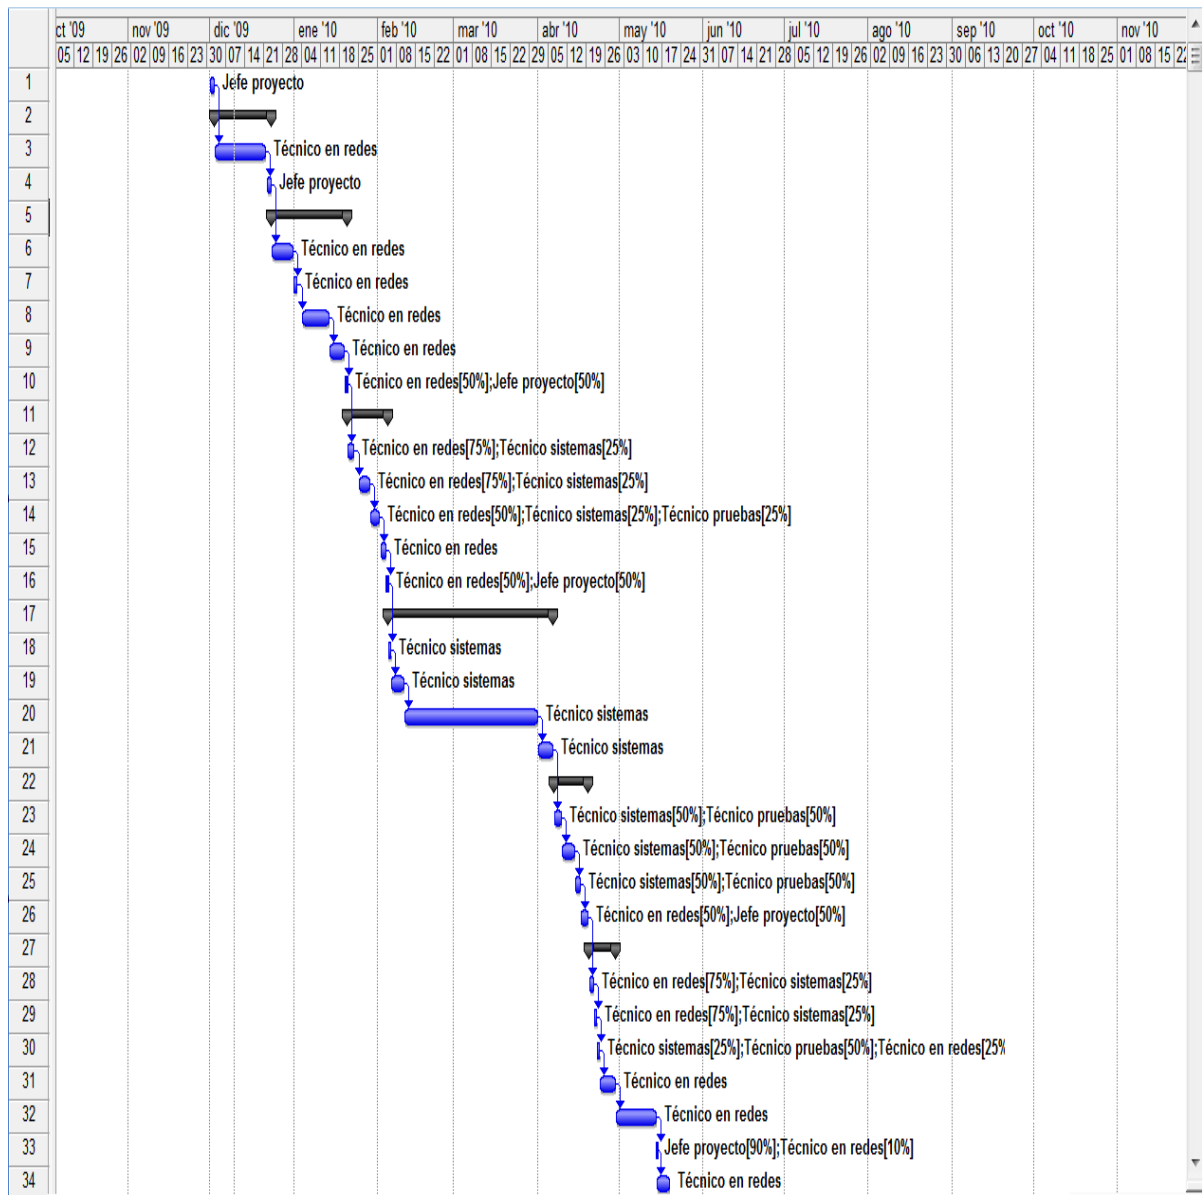 ct '09 nov '09 dic '09 ene '10 feb '10 mar '10 abr '10 may '10 jun '10 jul '10 ago '10 sep '10 oct '10 nov '10
05 12 19 26 02 09 16 23 30 07 14 21 28 04 11 18 25 01 08 15 22 01 08 15 22 29 05 12 19 26 03 10 17 24 31 07 14 21 28 05 12 19 26 02 09 16 23 30 06 13 20 27 04 11 18 25 01 08 15 22
1 Jefe proyecto
2
3 Técnico en redes
4 Jefe proyecto
5
6 Técnico en redes
7 Técnico en redes
8 Técnico en redes
9 Técnico en redes
10 Técnico en redes[50%];Jefe proyecto[50%]
11
12 Técnico en redes[75%];Técnico sistemas[25%]
13 Técnico en redes[75%];Técnico sistemas[25%]
14 Técnico en redes[50%];Técnico sistemas[25%];Técnico pruebas[25%]
15 Técnico en redes
16 Técnico en redes[50%];Jefe proyecto[50%]
17
18 Técnico sistemas
19 Técnico sistemas
20 Técnico sistemas
21 Técnico sistemas
22
23 Técnico sistemas[50%];Técnico pruebas[50%]
24 Técnico sistemas[50%];Técnico pruebas[50%]
25 Técnico sistemas[50%];Técnico pruebas[50%]
26 Técnico en redes[50%];Jefe proyecto[50%]
27
28 Técnico en redes[75%];Técnico sistemas[25%]
29 Técnico en redes[75%];Técnico sistemas[25%]
30 Técnico sistemas[25%];Técnico pruebas[50%];Técnico en redes[25%
31 Técnico en redes
32 Técnico en redes
33 Jefe proyecto[90%];Técnico en redes[10%]
34 Técnico en redes